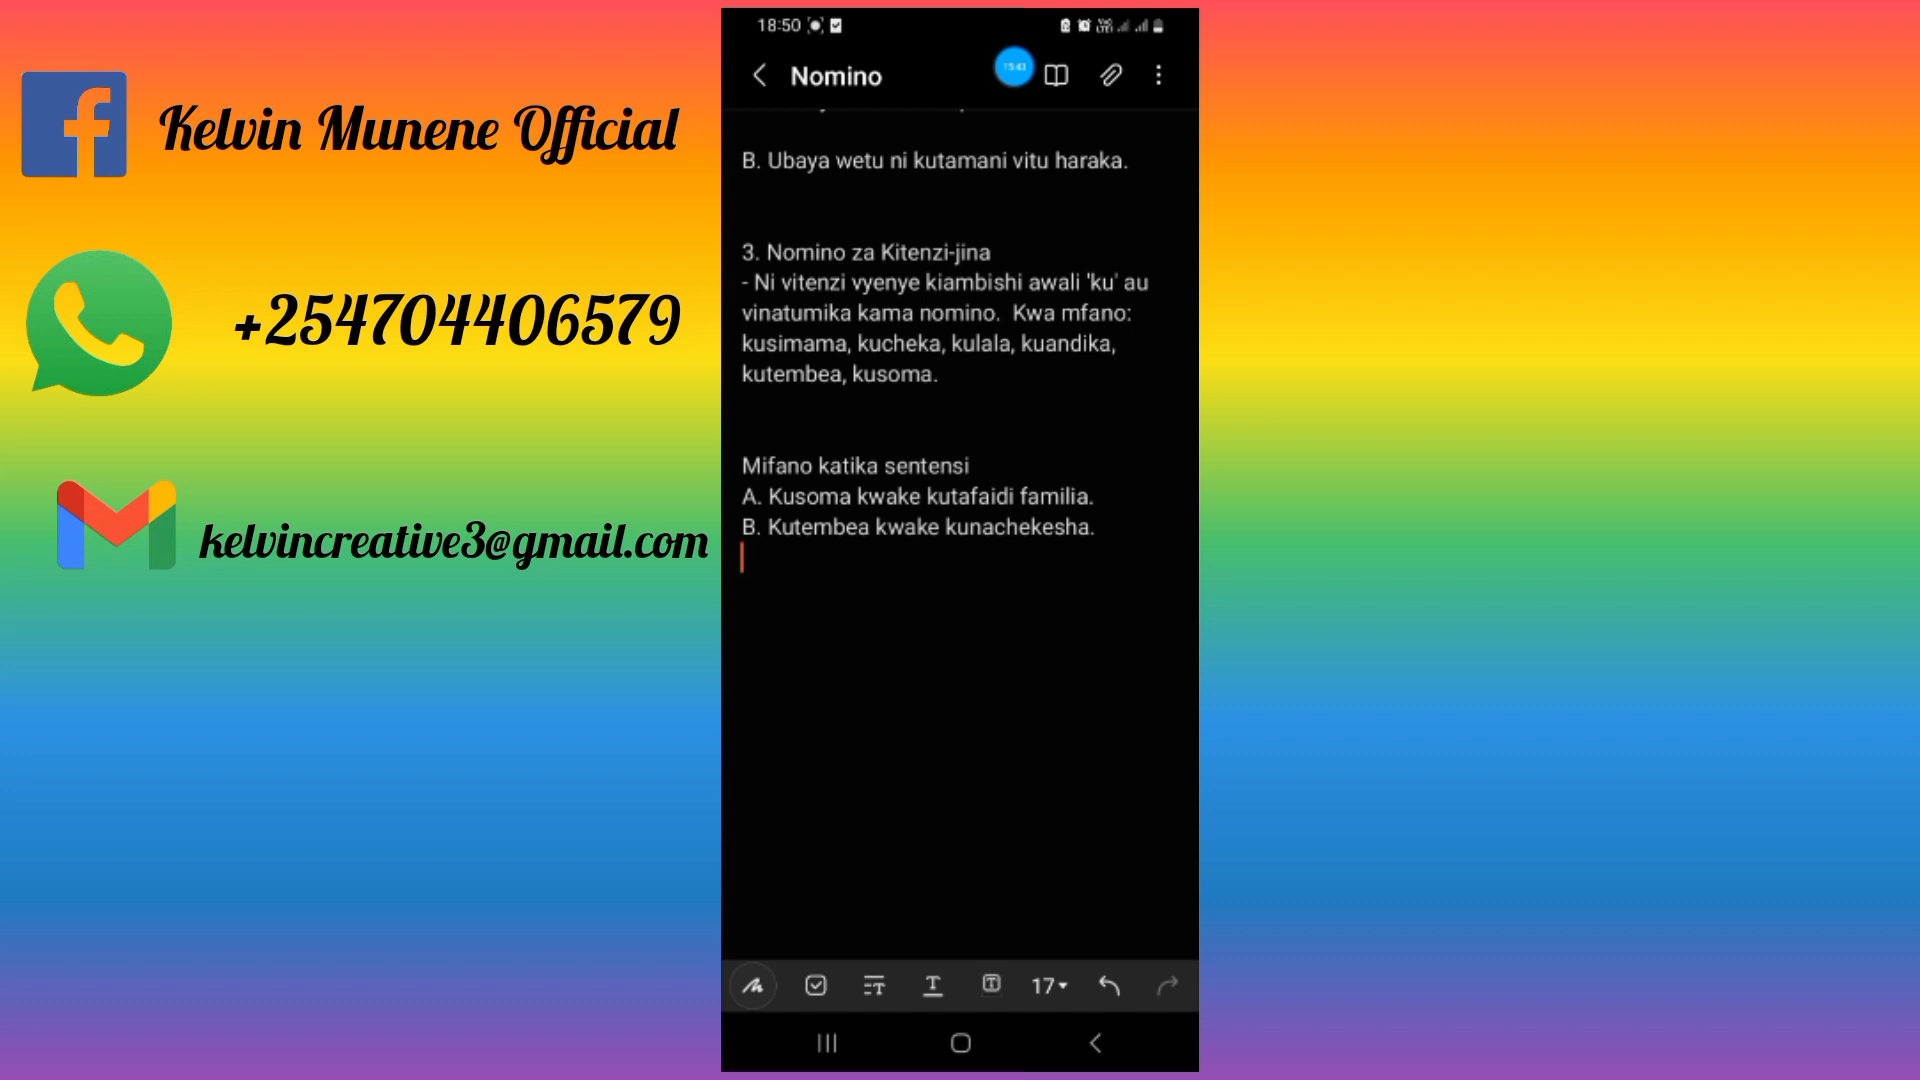 Kelvin Munene Official
+254704406579
kelvincreative3@gmail.com
18:50
Nomino
15:43
B. Ubaya wetu ni kutamani vitu haraka.
3. Nomino za Kitenzi-jina
- Ni vitenzi vyenye kiambishi awali 'ku' au
vinatumika kama nomino. Kwa mfano:
kusimama, kucheka, kulala, kuandika,
kutembea, kusoma.
Mifano katika sentensi
A. Kusoma kwake kutafaidi familia.
B. Kutembea kwake kunachekesha.
17